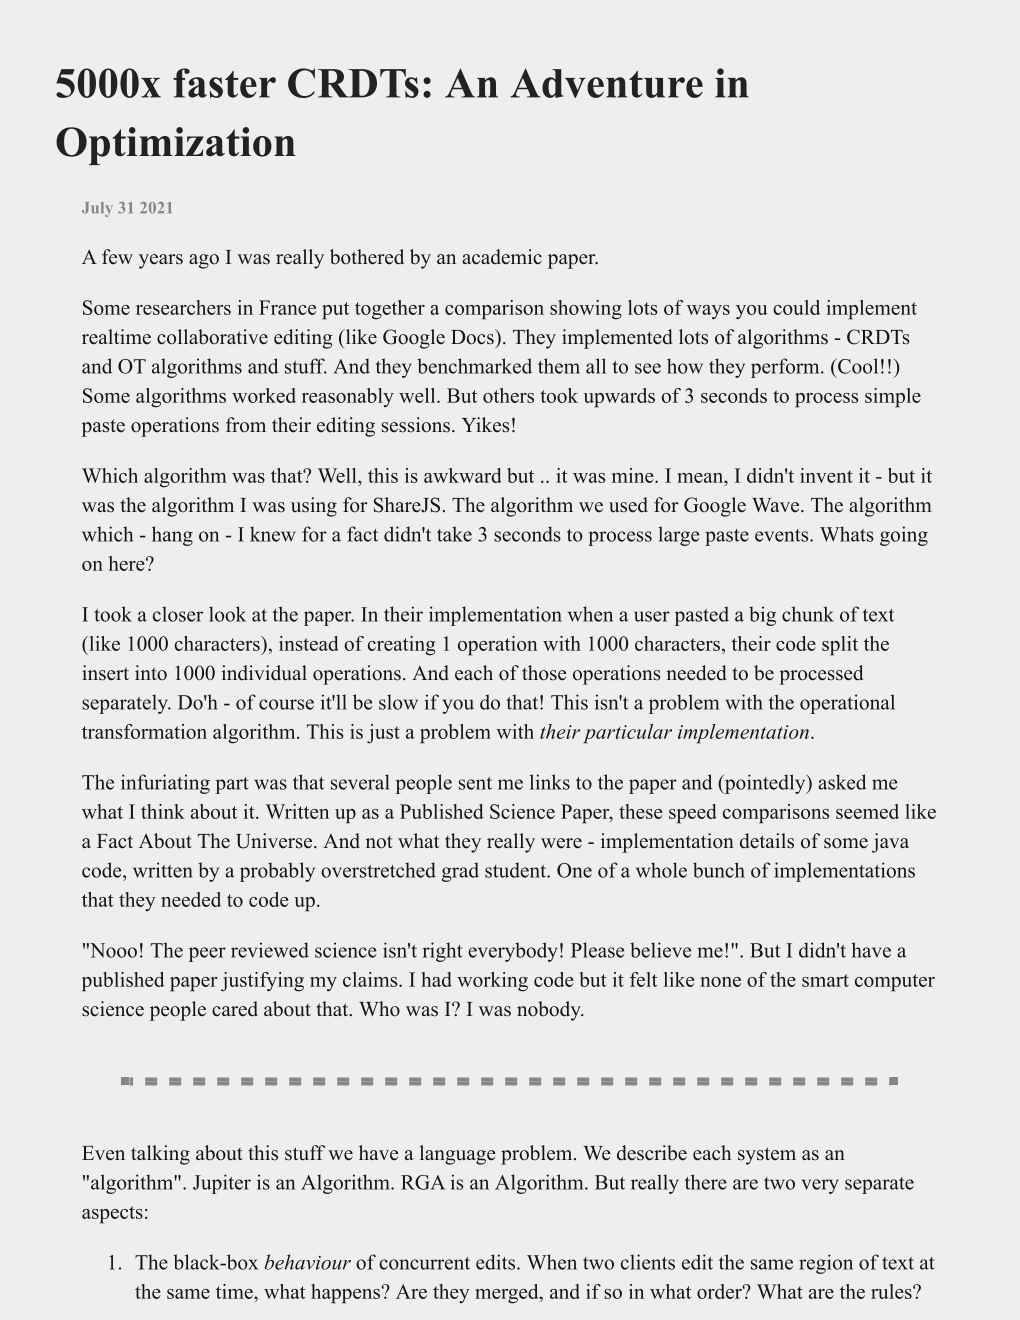 5000x faster CRDTs: An Adventure in
Optimization
July 31 2021
A few years ago I was really bothered by an academic paper.
Some researchers in France put together a comparison showing lots of ways you could implement
realtime collaborative editing (like Google Docs). They implemented lots of algorithms - CRDTs
and OT algorithms and stuff. And they benchmarked them all to see how they perform. (Cool!!)
Some algorithms worked reasonably well. But others took upwards of 3 seconds to process simple
paste operations from their editing sessions. Yikes!
Which algorithm was that? Well, this is awkward but .. it was mine. I mean, I didn't invent it - but it
was the algorithm I was using for ShareJS. The algorithm we used for Google Wave. The algorithm
which - hang on - I knew for a fact didn't take 3 seconds to process large paste events. Whats going
on here?
I took a closer look at the paper. In their implementation when a user pasted a big chunk of text
(like 1000 characters), instead of creating 1 operation with 1000 characters, their code split the
insert into 1000 individual operations. And each of those operations needed to be processed
separately. Do'h - of course it'll be slow if you do that! This isn't a problem with the operational
transformation algorithm. This is just a problem with their particular implementation.
The infuriating part was that several people sent me links to the paper and (pointedly) asked me
what I think about it. Written up as a Published Science Paper, these speed comparisons seemed like
a Fact About The Universe. And not what they really were - implementation details of some java
code, written by a probably overstretched grad student. One of a whole bunch of implementations
that they needed to code up.
"Nooo! The peer reviewed science isn't right everybody! Please believe me!". But I didn't have a
published paper justifying my claims. I had working code but it felt like none of the smart computer
science people cared about that. Who was I? I was nobody.
Even talking about this stuff we have a language problem. We describe each system as an
"algorithm". Jupiter is an Algorithm. RGA is an Algorithm. But really there are two very separate
aspects:
1. The black-box behaviour of concurrent edits. When two clients edit the same region of text at
the same time, what happens? Are they merged, and if so in what order? What are the rules?